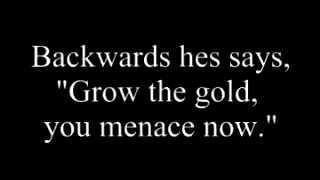 Backwards hes says,
"Grow the gold,
you menace now."